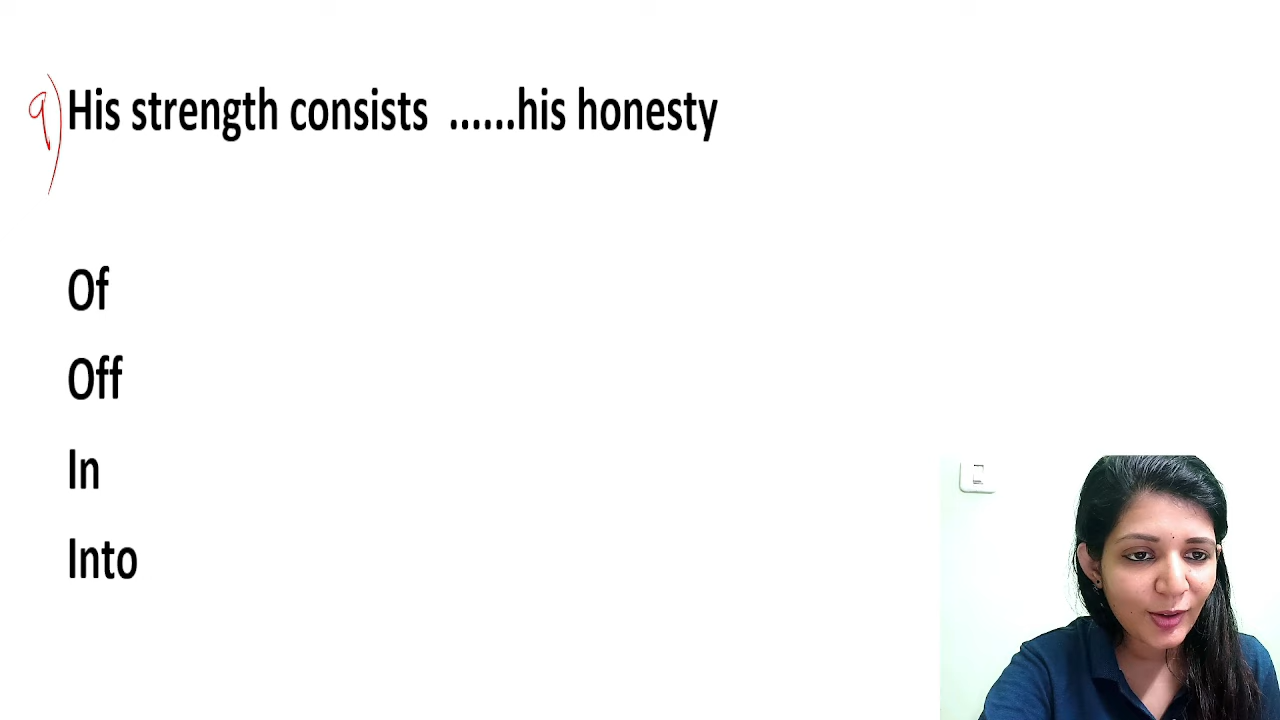 9) His strength consists ......his honesty
Of
Off
In
Into